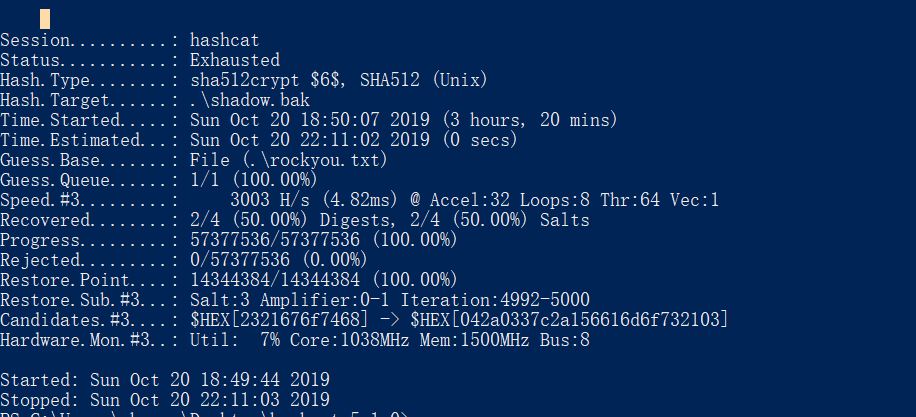 Session..........: hashcat
Status...........: Exhausted
Hash.Type........: sha512crypt $6$, SHA512 (Unix)
Hash.Target......: .\shadow.bak
Time.Started.....: Sun Oct 20 18:50:07 2019 (3 hours, 20 mins)
Time.Estimated...: Sun Oct 20 22:11:02 2019 (0 secs)
Guess.Base.......: File (.\rockyou.txt)
Guess.Queue......: 1/1 (100.00%)
Speed.#3.........:     3003 H/s (4.82ms) @ Accel:32 Loops:8 Thr:64 Vec:1
Recovered........: 2/4 (50.00%) Digests, 2/4 (50.00%) Salts
Progress.........: 57377536/57377536 (100.00%)
Rejected.........: 0/57377536 (0.00%)
Restore.Point....: 14344384/14344384 (100.00%)
Restore.Sub.#3...: Salt:3 Amplifier:0-1 Iteration:4992-5000
Candidates.#3....: $HEX[2321676f7468] -> $HEX[042a0337c2a156616d6f732103]
Hardware.Mon.#3..: Util:  7% Core:1038MHz Mem:1500MHz Bus:8
Started: Sun Oct 20 18:49:44 2019
Stopped: Sun Oct 20 22:11:03 2019